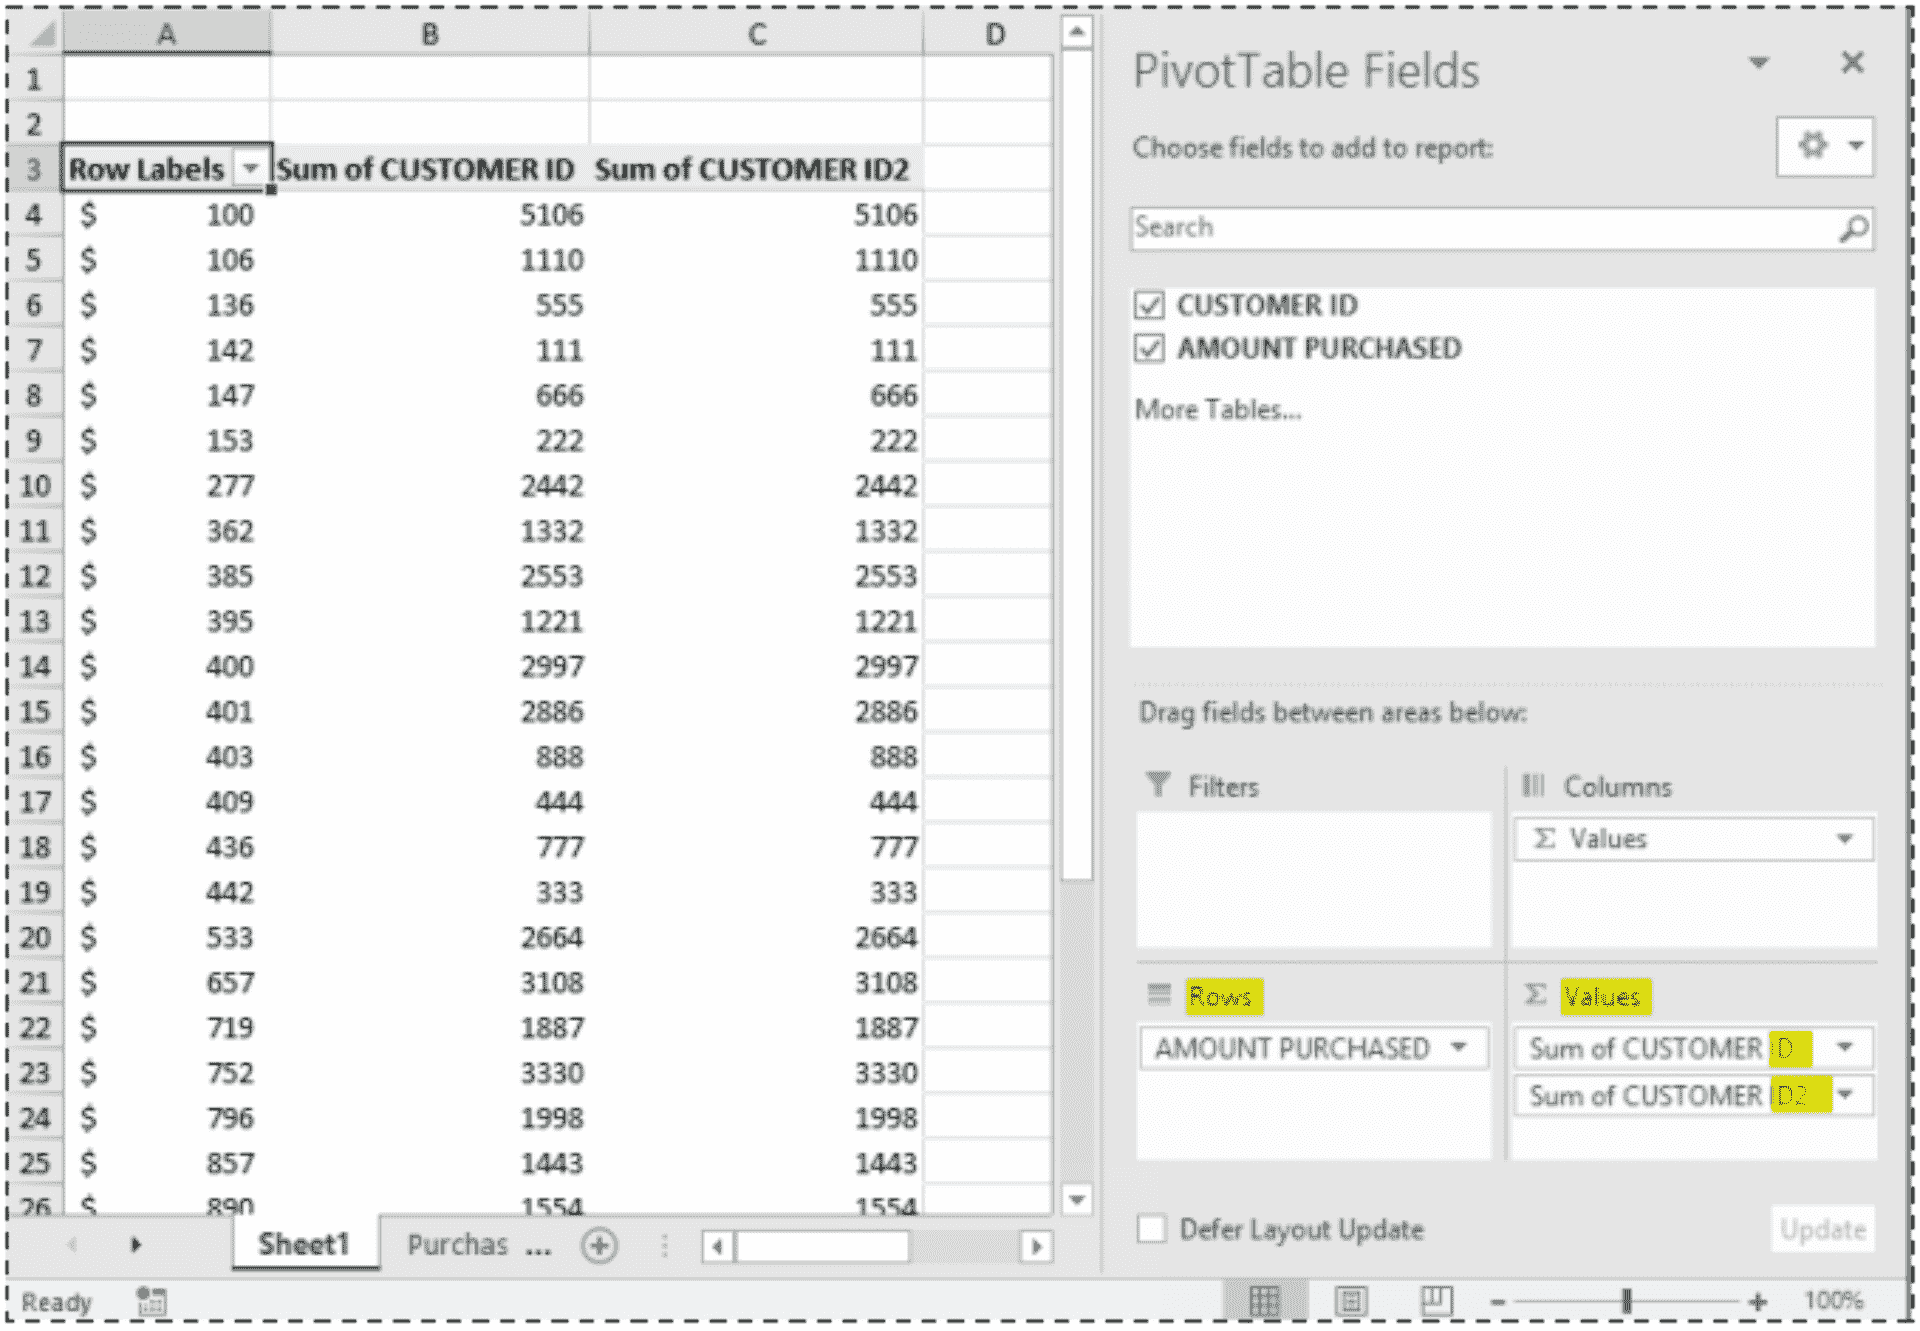 A B C D
1
2
3 Row Labels Sum of CUSTOMER ID Sum of CUSTOMER ID2
4 $ 100 5106 5106
5 $ 106 1110 1110
6 $ 136 555 555
7 $ 142 111 111
8 $ 147 666 666
9 $ 153 222 222
10 $ 277 2442 2442
11 $ 362 1332 1332
12 $ 385 2553 2553
13 $ 395 1221 1221
14 $ 400 2997 2997
15 $ 401 2886 2886
16 $ 403 888 888
17 $ 409 444 444
18 $ 436 777 777
19 $ 442 333 333
20 $ 533 2664 2664
21 $ 657 3108 3108
22 $ 719 1887 1887
23 $ 752 3330 3330
24 $ 796 1998 1998
25 $ 857 1443 1443
26 $ 890 1554 1554
Sheet1 Purchas ...
Ready
PivotTable Fields
Choose fields to add to report:
Search
CUSTOMER ID
AMOUNT PURCHASED
More Tables...
Drag fields between areas below:
Filters
Columns
Σ Values
Rows
AMOUNT PURCHASED
Σ Values
Sum of CUSTOMER ID
Sum of CUSTOMER ID2
Defer Layout Update
Update
100%